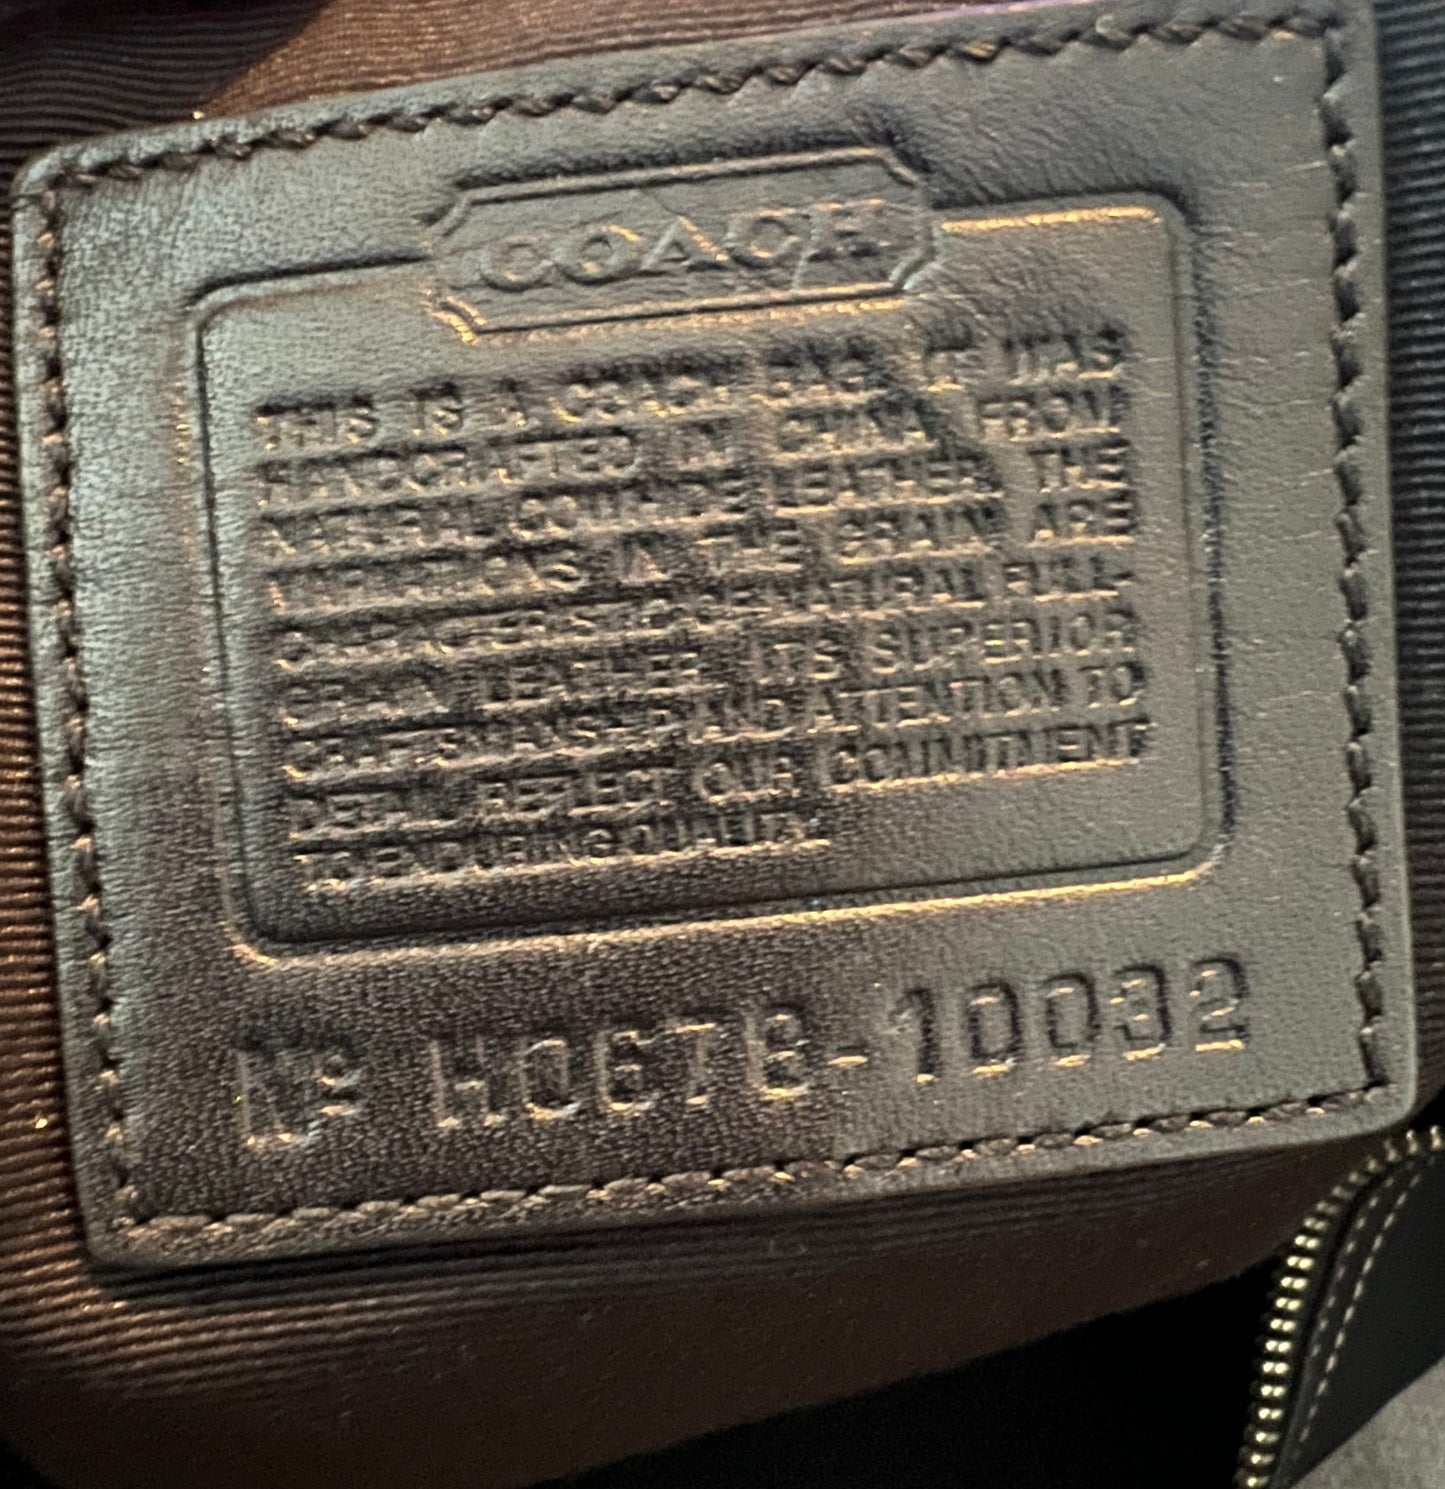 COACH
THIS IS A COACH BAG. IT WAS
HANDCRAFTED IN CHINA FROM
NATURAL COWHIDE LEATHER. THE
VARIATIONS IN THE GRAIN ARE
CHARACTERISTIC OF NATURAL FULL-
GRAIN LEATHER. ITS SUPERIOR
CRAFTSMANSHIP AND ATTENTION TO
DETAIL REFLECT OUR COMMITMENT
TO ENDURING QUALITY.
Nº H0678-10032